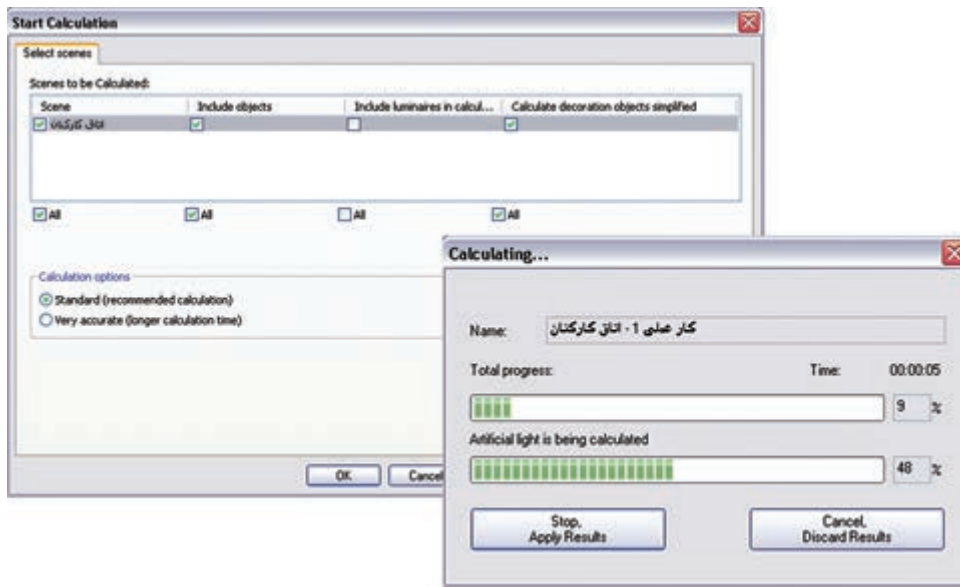 Start Calculation
Select scenes
Scenes to be Calculated:
Scene Include objects Include luminaires in calcul... Calculate decoration objects simplified
اتاق کارکنان
All All All All
Calculation options
Standard (recommended calculation)
Very accurate (longer calculation time)
OK Cancel
Calculating...
Name: کار عملی 1 - اتاق کارکنان
Total progress: Time: 00:00:05
9 %
Artificial light is being calculated
48 %
Stop, Apply Results
Cancel, Discard Results